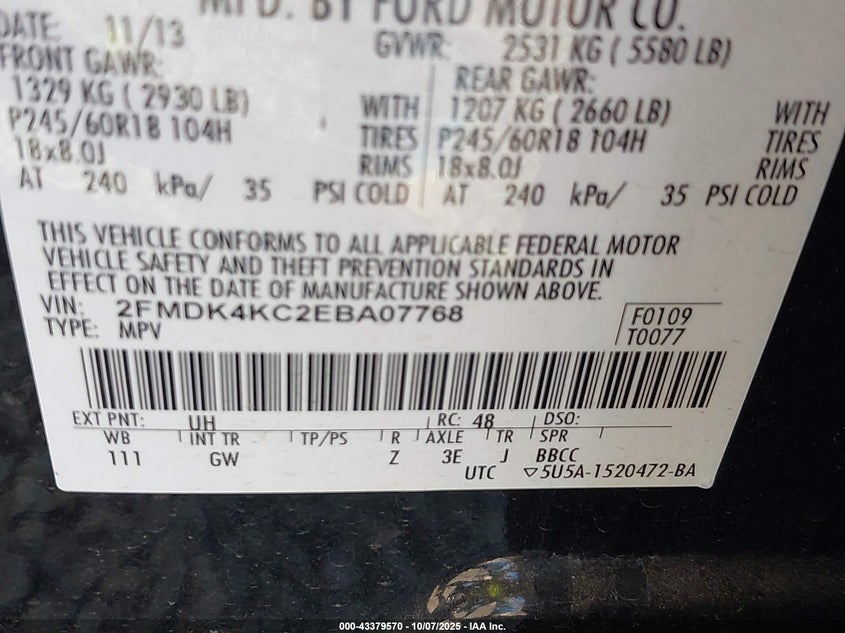 MFD. BY FORD MOTOR CO.
DATE: 11/13 GVWR: 2531 KG ( 5580 LB)
FRONT GAWR: REAR GAWR:
1329 KG ( 2930 LB) WITH 1207 KG ( 2660 LB) WITH
P245/60R18 104H TIRES P245/60R18 104H TIRES
18x8.0J RIMS 18x8.0J RIMS
AT 240 kPa/ 35 PSI COLD AT 240 kPa/ 35 PSI COLD
THIS VEHICLE CONFORMS TO ALL APPLICABLE FEDERAL MOTOR
VEHICLE SAFETY AND THEFT PREVENTION STANDARDS IN
EFFECT ON THE DATE OF MANUFACTURE SHOWN ABOVE.
VIN: 2FMDK4KC2EBA07768 F0109
TYPE: MPV T0077
EXT PNT: UH RC: 48 DSO:
WB INT TR TP/PS R AXLE TR SPR
111 GW Z 3E J BBCC
UTC ▽5U5A-1520472-BA
000-43379570 - 10/07/2025 - IAA Inc.